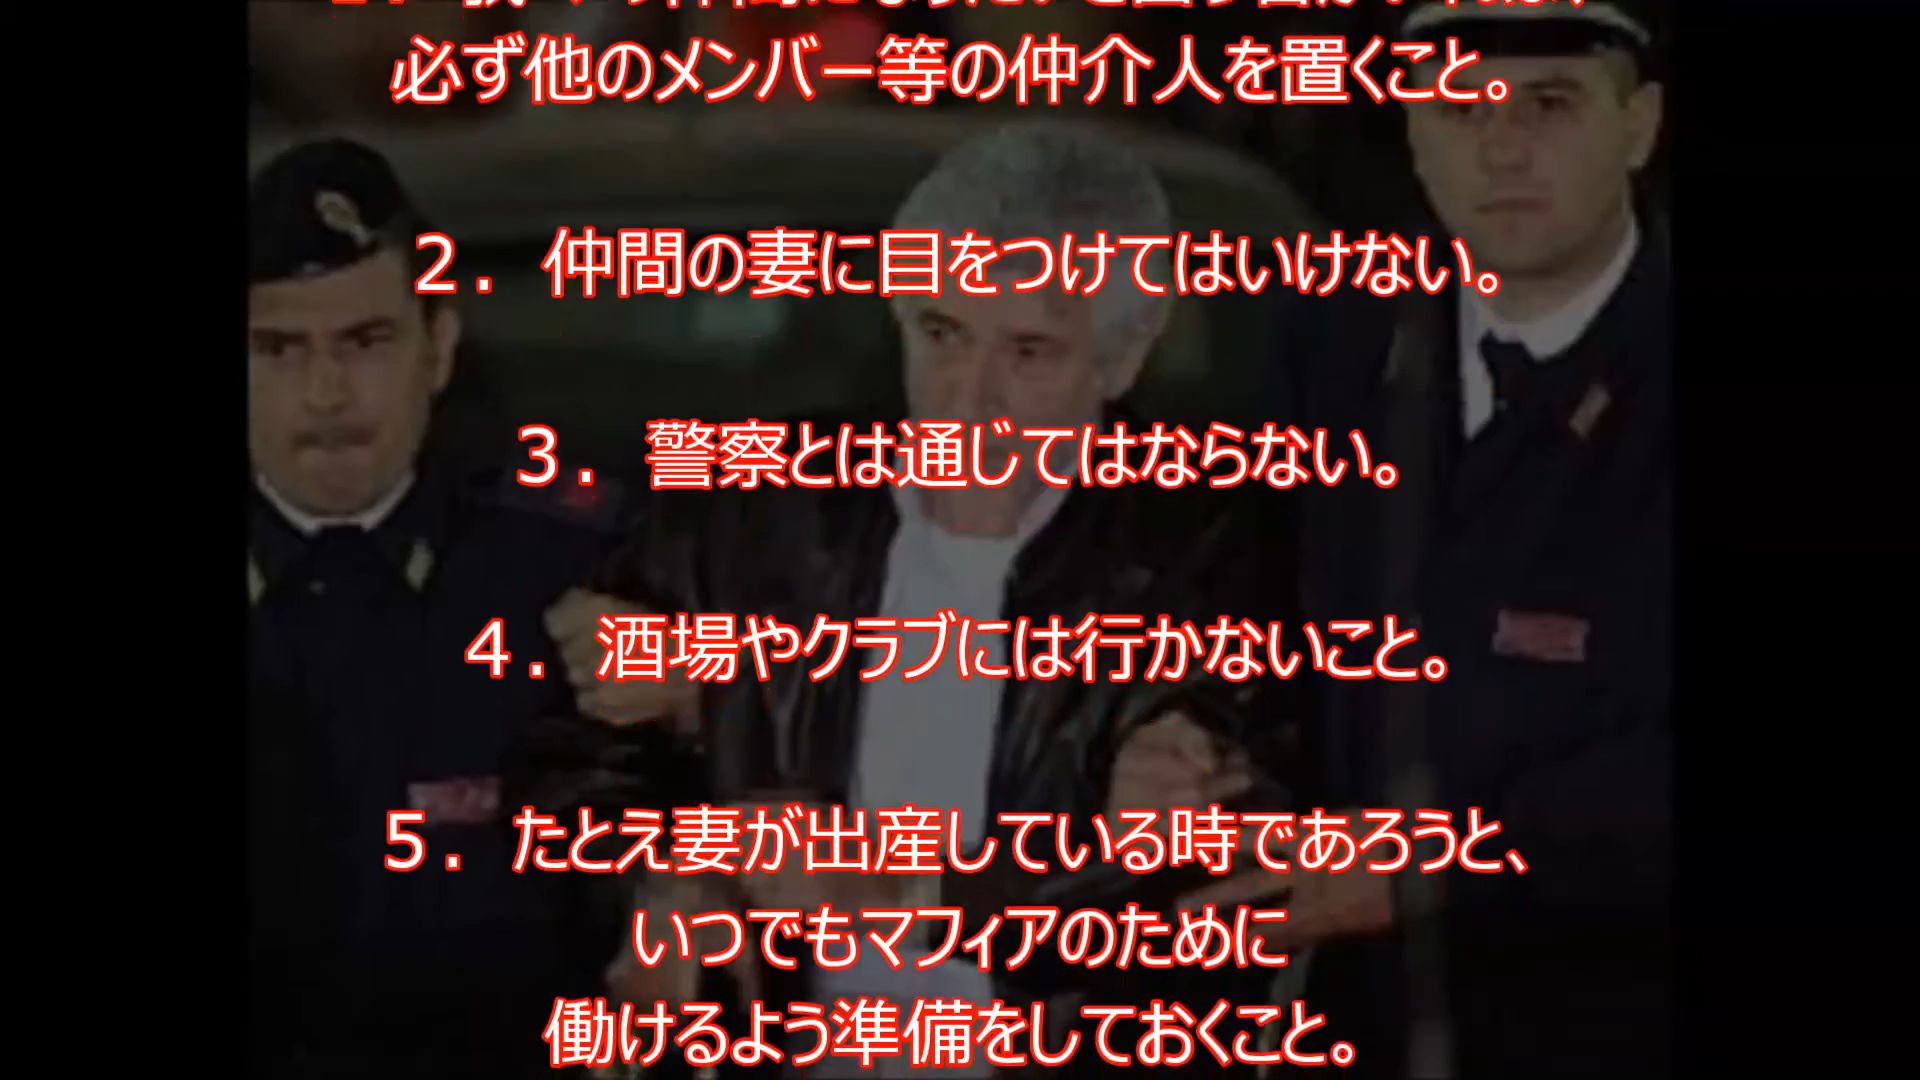 必ず他のメンバー等の仲介人を置くこと。
２．仲間の妻に目をつけてはいけない。
３．警察とは通じてはならない。
４．酒場やクラブには行かないこと。
５．たとえ妻が出産している時であろうと、
いつでもマフィアのために
働けるよう準備をしておくこと。